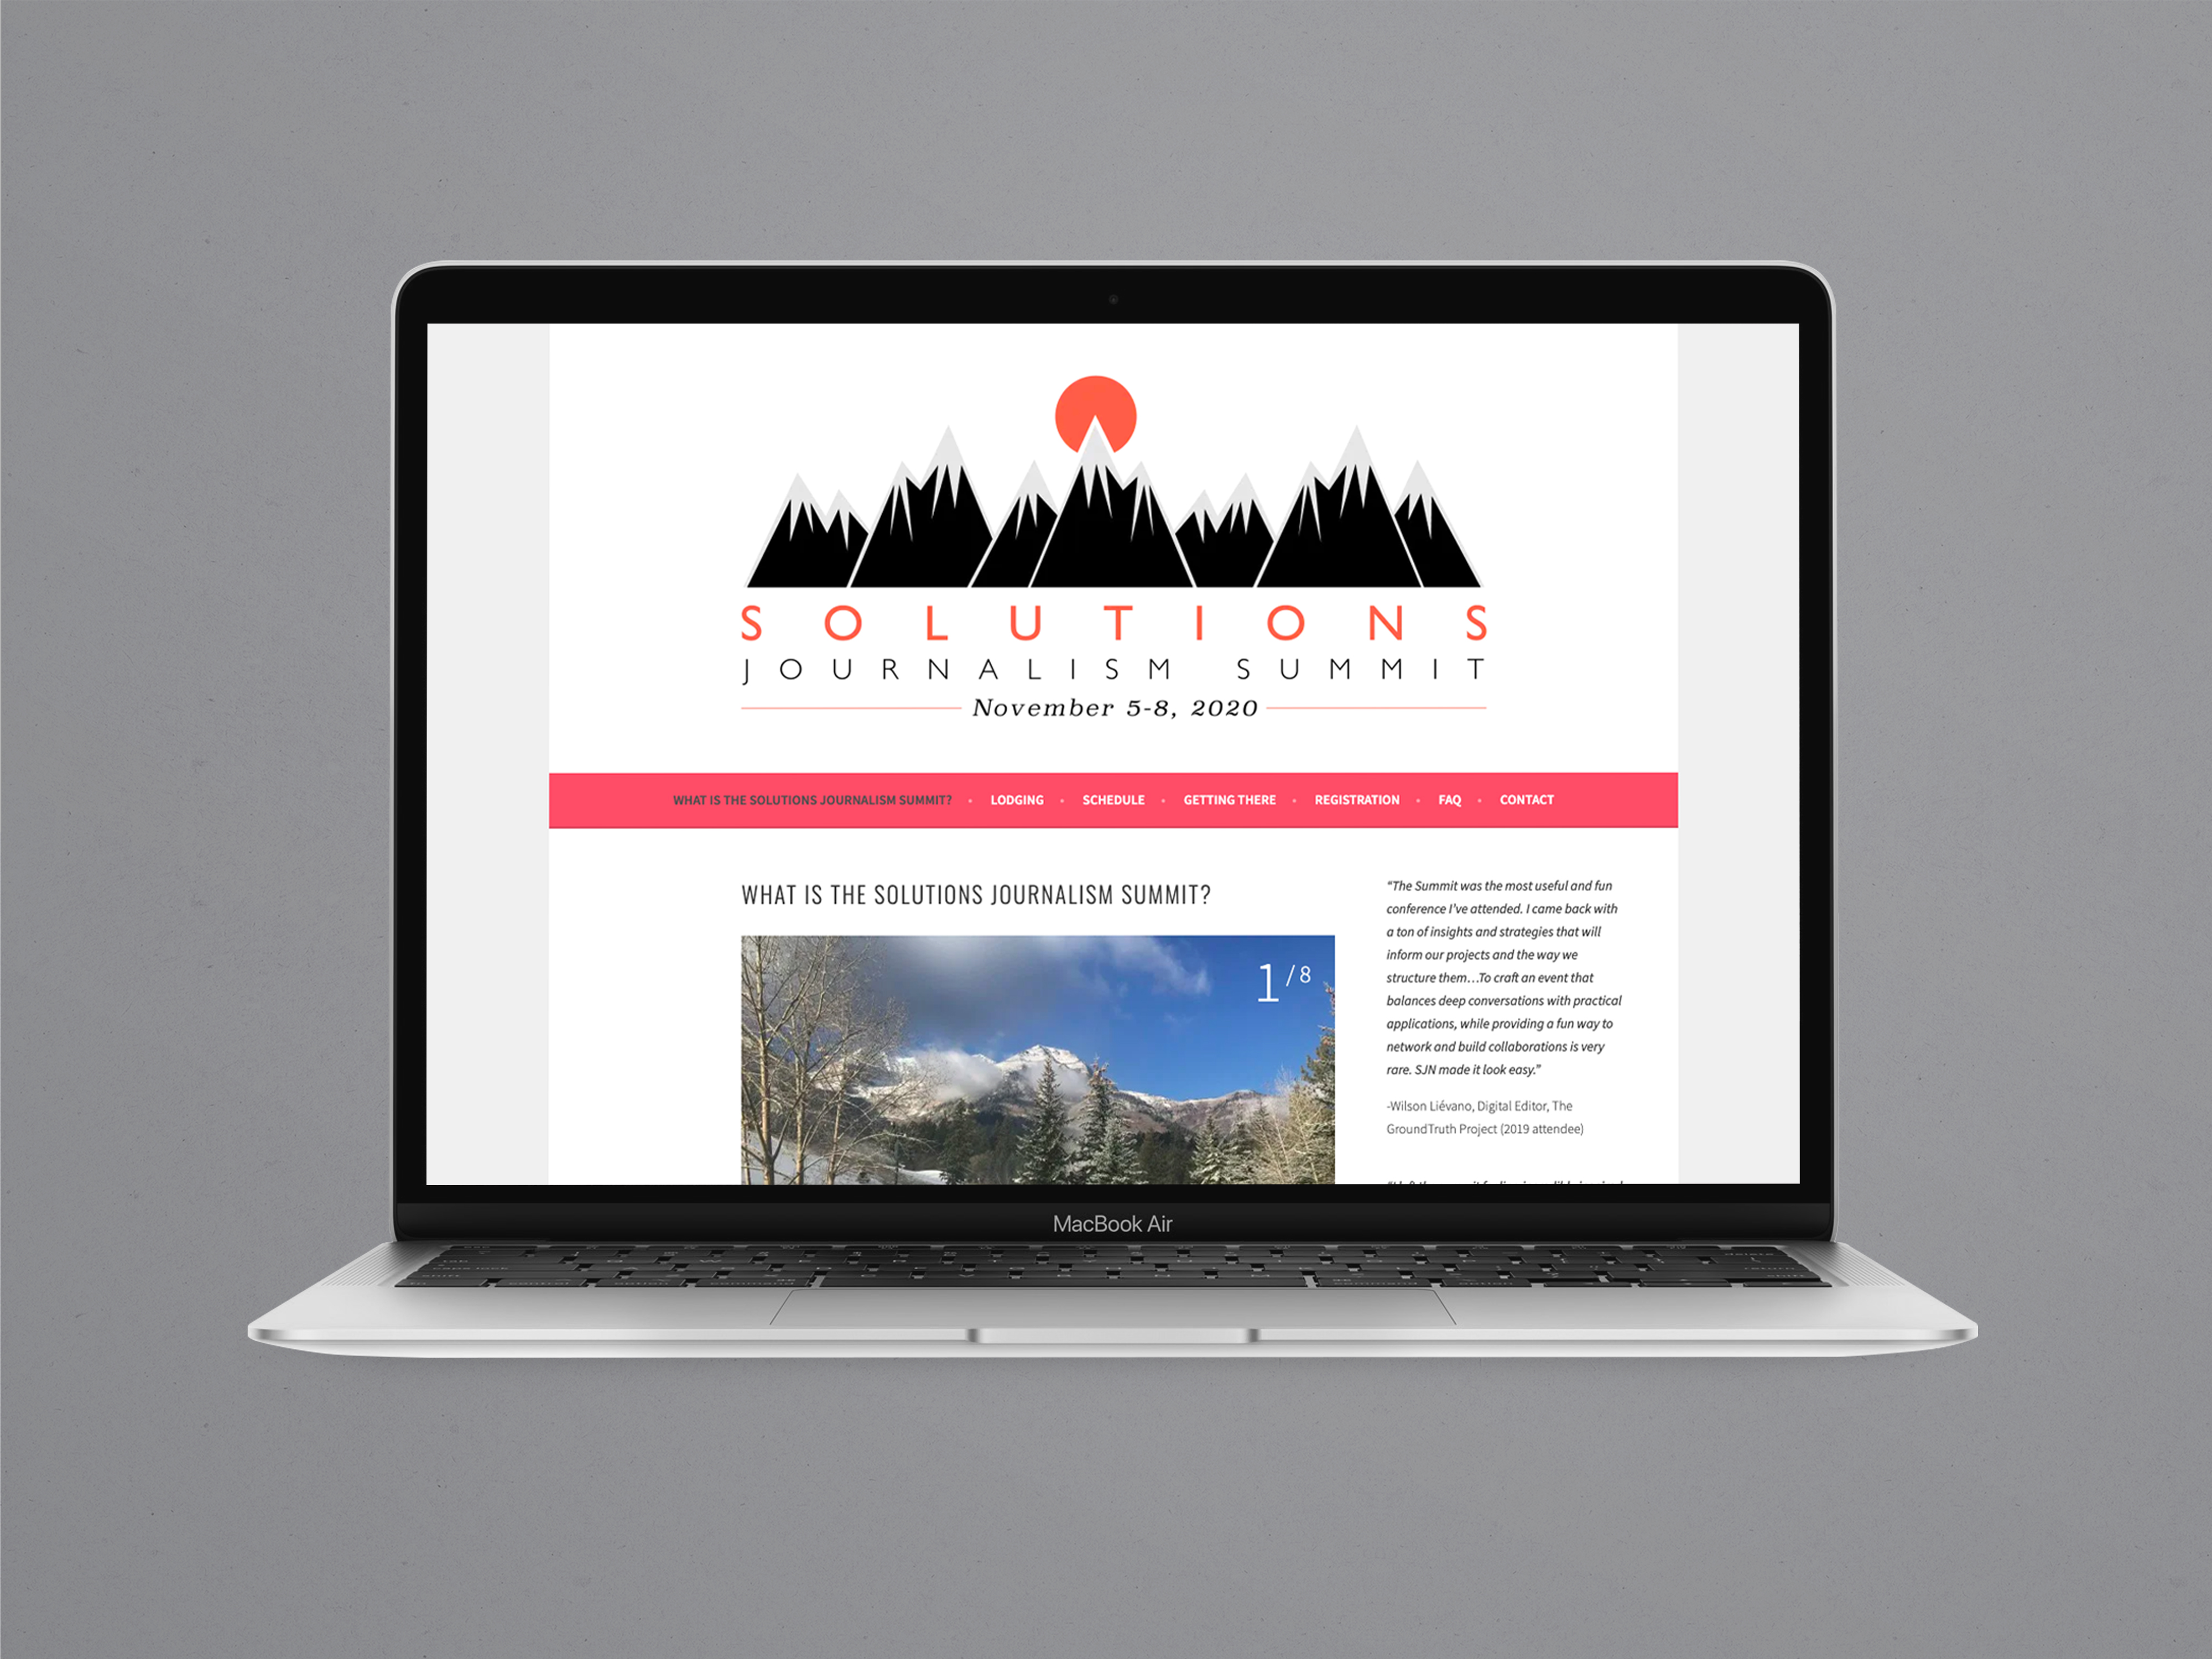 SOLUTIONS
JOURNALISM SUMMIT
November 5-8, 2020
WHAT IS THE SOLUTIONS JOURNALISM SUMMIT? • LODGING • SCHEDULE • GETTING THERE • REGISTRATION • FAQ • CONTACT
WHAT IS THE SOLUTIONS JOURNALISM SUMMIT?
1/8
“The Summit was the most useful and fun
conference I’ve attended. I came back with
a ton of insights and strategies that will
inform our projects and the way we
structure them…To craft an event that
balances deep conversations with practical
applications, while providing a fun way to
network and build collaborations is very
rare. SJN made it look easy.”
-Wilson Liévano, Digital Editor, The
GroundTruth Project (2019 attendee)
MacBook Air